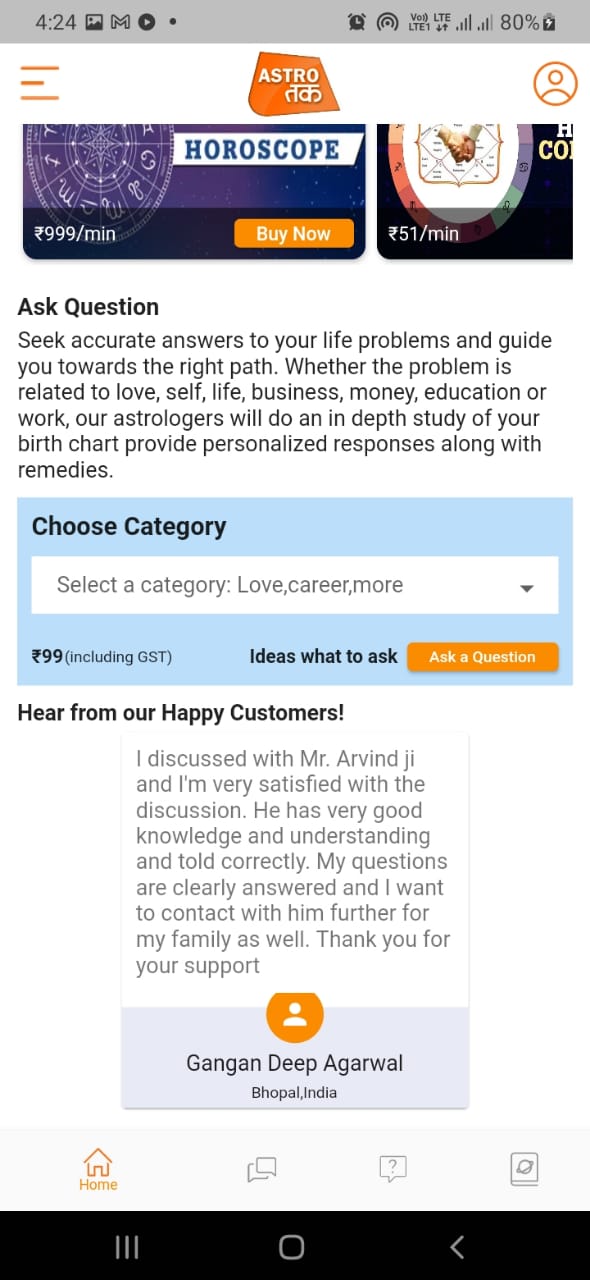 4:24
Vo) LTE
LTE1
80%
ASTRO
तक
HOROSCOPE
₹999/min
Buy Now
₹51/min
Ask Question
Seek accurate answers to your life problems and guide
you towards the right path. Whether the problem is
related to love, self, life, business, money, education or
work, our astrologers will do an in depth study of your
birth chart provide personalized responses along with
remedies.
Choose Category
Select a category: Love,career,more
₹99(including GST)
Ideas what to ask
Ask a Question
Hear from our Happy Customers!
I discussed with Mr. Arvind ji
and I'm very satisfied with the
discussion. He has very good
knowledge and understanding
and told correctly. My questions
are clearly answered and I want
to contact with him further for
my family as well. Thank you for
your support
Gangan Deep Agarwal
Bhopal,India
Home